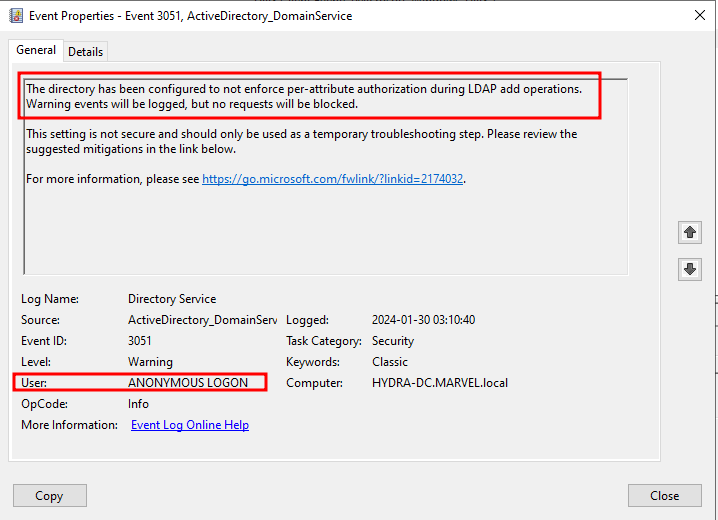 Event Properties - Event 3051, ActiveDirectory_DomainService
General Details
The directory has been configured to not enforce per-attribute authorization during LDAP add operations.
Warning events will be logged, but no requests will be blocked.
This setting is not secure and should only be used as a temporary troubleshooting step. Please review the
suggested mitigations in the link below.
For more information, please see https://go.microsoft.com/fwlink/?linkid=2174032.
Log Name: Directory Service
Source: ActiveDirectory_DomainServ Logged: 2024-01-30 03:10:40
Event ID: 3051 Task Category: Security
Level: Warning Keywords: Classic
User: ANONYMOUS LOGON Computer: HYDRA-DC.MARVEL.local
OpCode: Info
More Information: Event Log Online Help
Copy Close